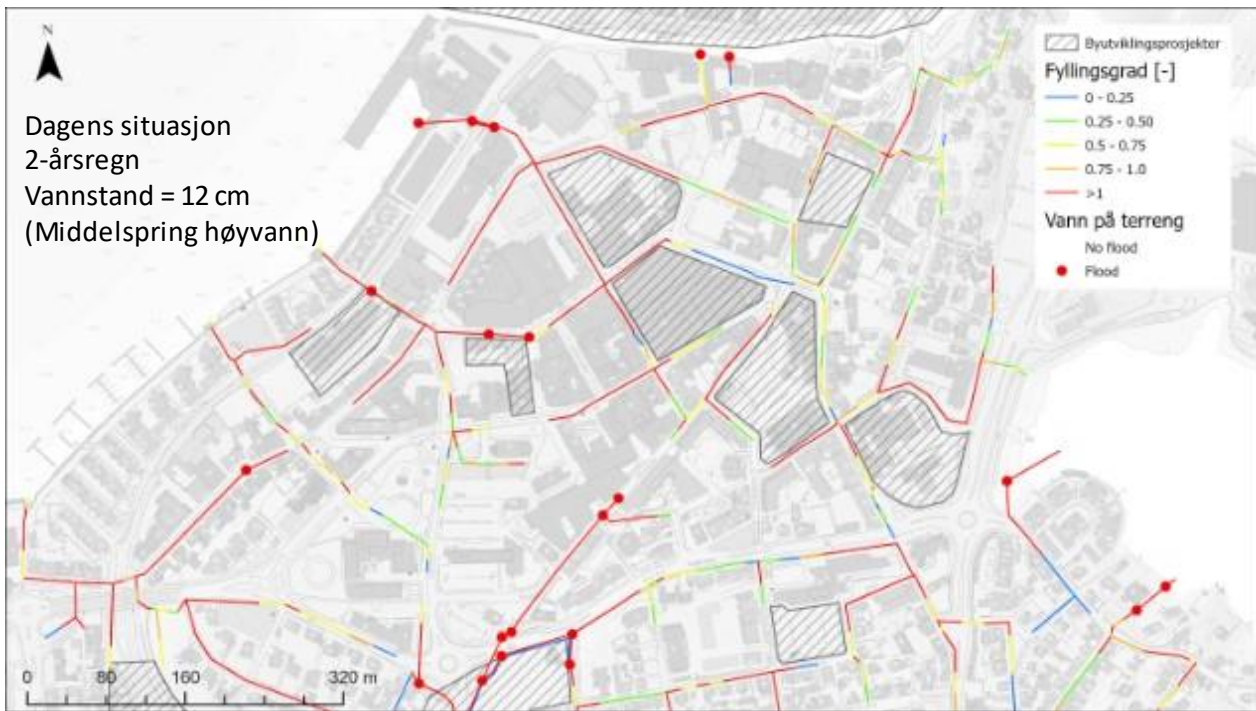 N
Dagens situasjon
2-årsregn
Vannstand = 12 cm
(Middelspring høyvann)
Byutviklingsprosjekter
Fyllingsgrad [-]
0 - 0.25
0.25 - 0.50
0.5 - 0.75
0.75 - 1.0
>1
Vann på terreng
No flood
Flood
0 80 160 320 m